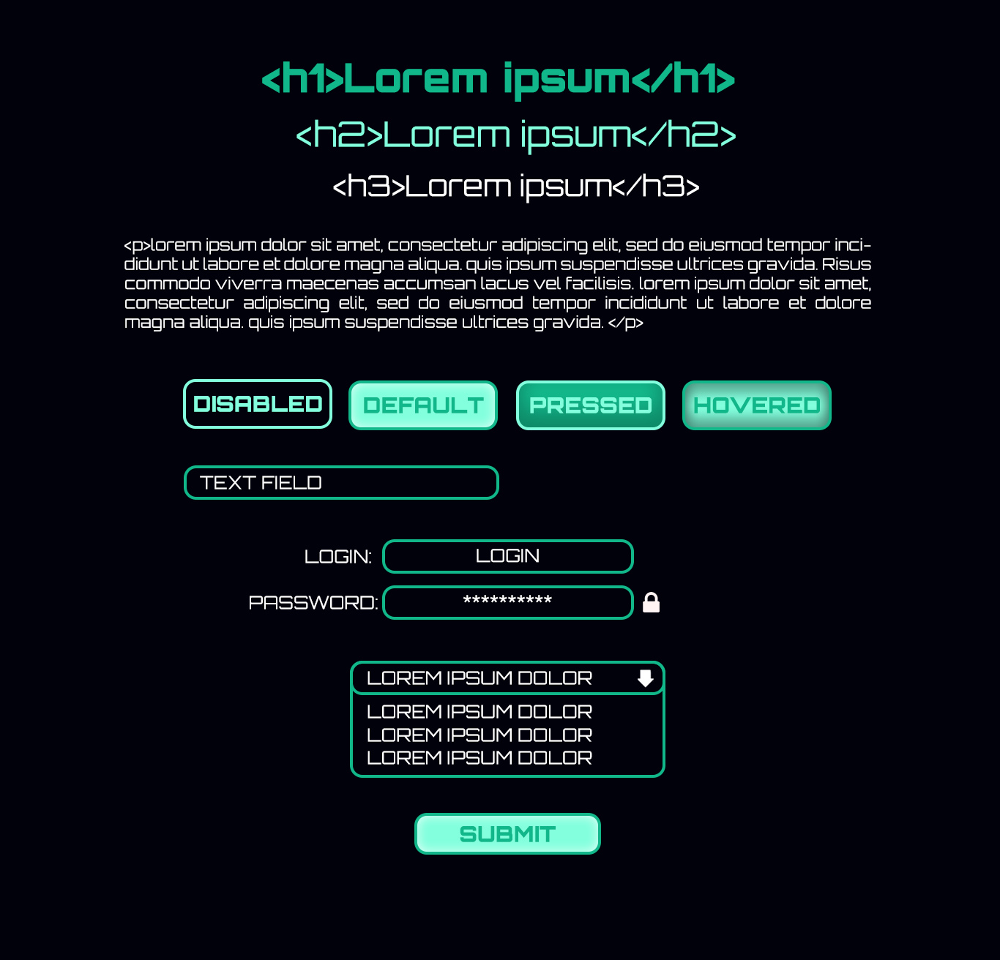 <h1>Lorem ipsum</h1>
<h2>Lorem ipsum</h2>
<h3>Lorem ipsum</h3>
<p>lorem ipsum dolor sit amet, consectetur adipiscing elit, sed do eiusmod tempor inci-
didunt ut labore et dolore magna aliqua. quis ipsum suspendisse ultrices gravida. Risus
commodo viverra maecenas accumsan lacus vel facilisis. lorem ipsum dolor sit amet,
consectetur adipiscing elit, sed do eiusmod tempor incididunt ut labore et dolore
magna aliqua. quis ipsum suspendisse ultrices gravida. </p>
DISABLED DEFAULT PRESSED HOVERED
TEXT FIELD
LOGIN: LOGIN
PASSWORD: **********
LOREM IPSUM DOLOR
LOREM IPSUM DOLOR
LOREM IPSUM DOLOR
LOREM IPSUM DOLOR
SUBMIT